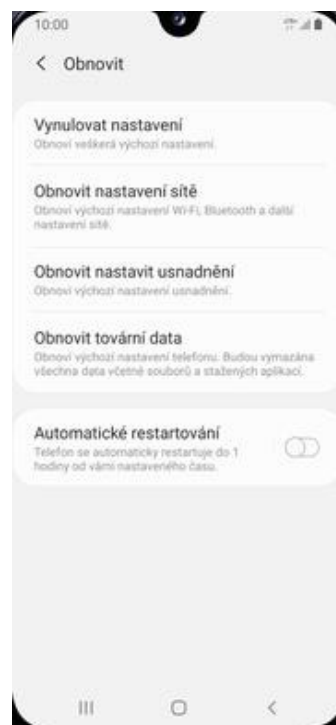 10:00
Obnovit
Vynulovat nastavení
Obnoví veškerá výchozí nastavení.
Obnovit nastavení sítě
Obnoví výchozí nastavení Wi-Fi, Bluetooth a další
nastavení sítě.
Obnovit nastavit usnadnění
Obnoví výchozí nastavení usnadnění.
Obnovit tovární data
Obnoví výchozí nastavení telefonu. Budou vymazána
všechna data včetně souborů a stažených aplikací.
Automatické restartování
Telefon se automaticky restartuje do 1
hodiny od vámi nastaveného času.